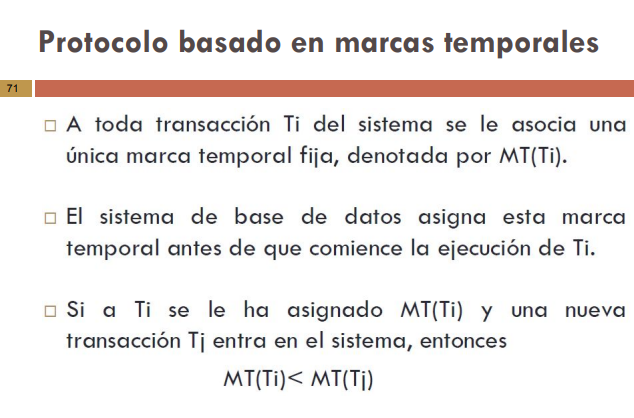 Protocolo basado en marcas temporales
71
□ A toda transacción Ti del sistema se le asocia una
única marca temporal fija, denotada por MT(Ti).
□ El sistema de base de datos asigna esta marca
temporal antes de que comience la ejecución de Ti.
□ Si a Ti se le ha asignado MT(Ti) y una nueva
transacción Tj entra en el sistema, entonces
MT(Ti)< MT(Tj)